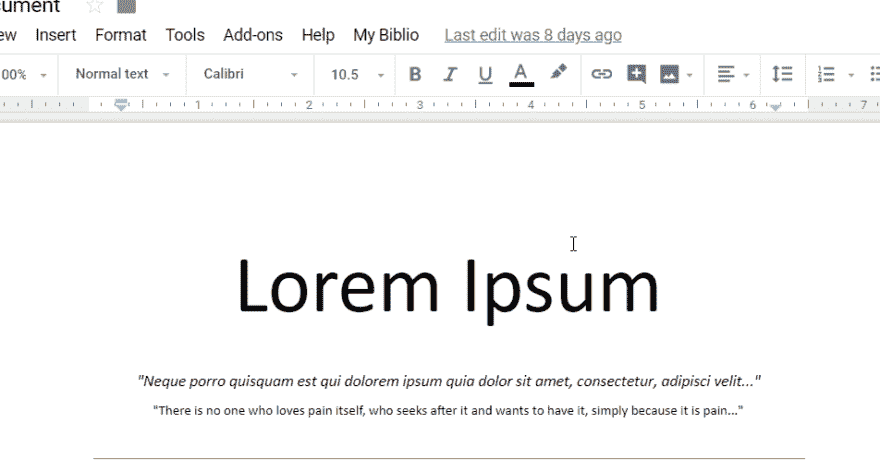 cument
ew Insert Format Tools Add-ons Help My Biblio Last edit was 8 days ago
00% Normal text Calibri 10.5 B I U A
1 2 3 4 5 6 7
Lorem Ipsum
"Neque porro quisquam est qui dolorem ipsum quia dolor sit amet, consectetur, adipisci velit..."
"There is no one who loves pain itself, who seeks after it and wants to have it, simply because it is pain..."